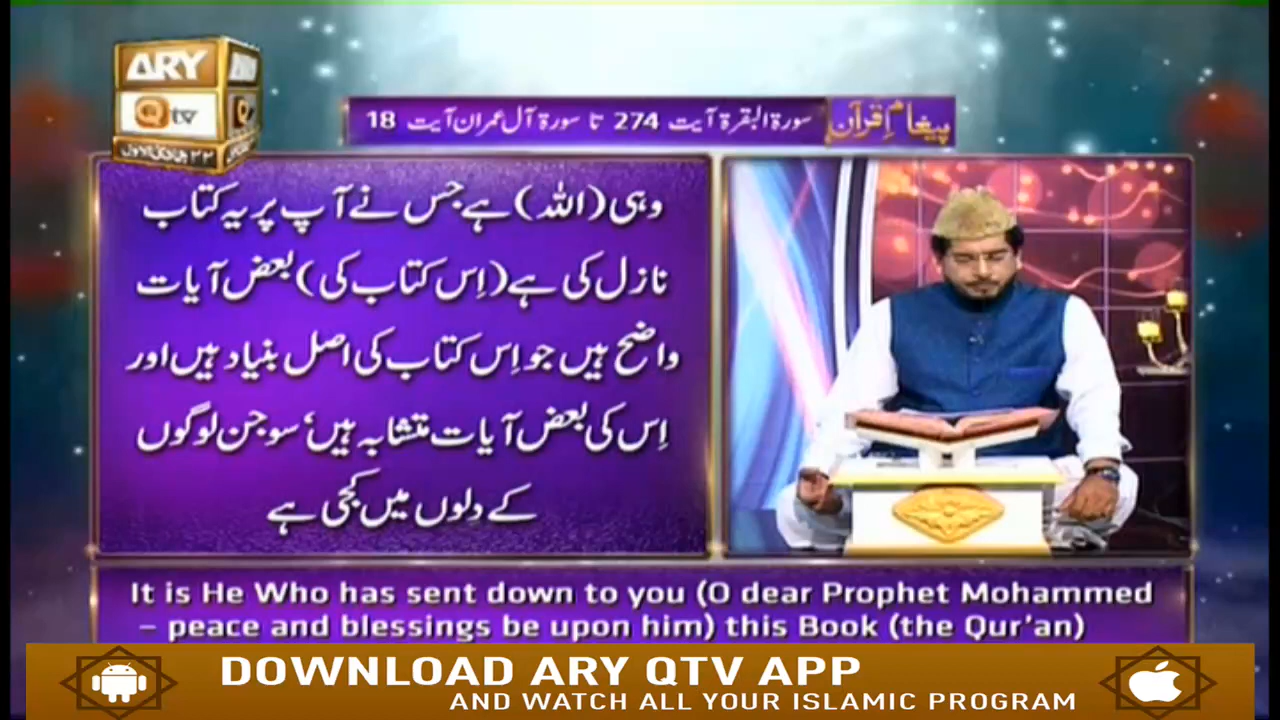 ARY
Qtv
پیغامِ قرآن سورۃ البقرۃ آیت 274 تا سورۃ آل عمران آیت 18
وہی (اللہ) ہے جس نے آپ پر یہ کتاب
نازل کی ہے (اِس کتاب کی) بعض آیات
واضح ہیں جو اِس کتاب کی اصل بنیاد ہیں اور
اِس کی بعض آیات متشابہ ہیں' سو جن لوگوں
کے دلوں میں کجی ہے
It is He Who has sent down to you (O dear Prophet Mohammed
– peace and blessings be upon him) this Book (the Qur'an)
DOWNLOAD ARY QTV APP
AND WATCH ALL YOUR ISLAMIC PROGRAM